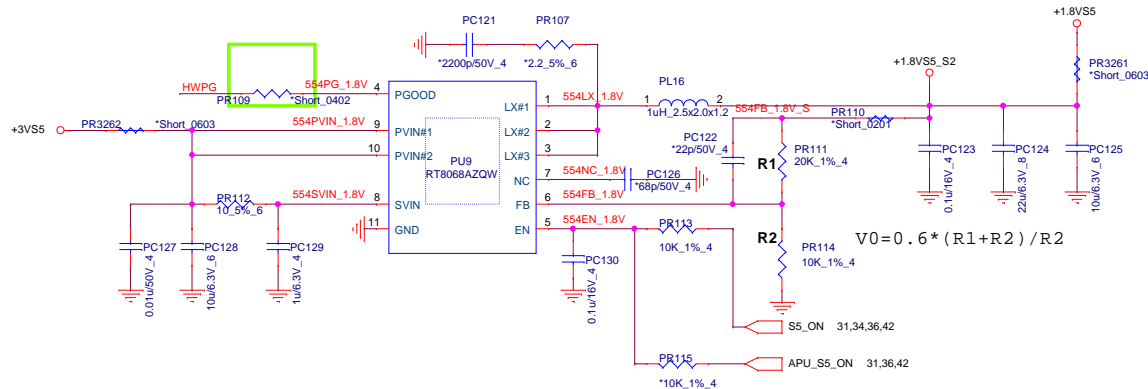 PC121
PR107
*2200p/50V_4
*2.2_5%_6
+1.8VS5
+1.8VS5_S2
PR3261
*Short_0603
HWPG
554PG_1.8V
PR109
*Short_0402
4
PGOOD
LX#1
1
554LX_1.8V
PL16
1
2
1uH_2.5x2.0x1.2
554FB_1.8V_S
PR110
*Short_0201
+3VS5
PR3262
*Short_0603
554PVIN_1.8V
9
PVIN#1
LX#2
2
10
PVIN#2
LX#3
3
PU9
RT8068AZQW
PC122
*22p/50V_4
R1
PR111
20K_1%_4
PC123
0.1u/16V_4
PC124
22u/6.3V_8
PC125
10u/6.3V_6
NC
7
554NC_1.8V
PC126
*68p/50V_4
PR112
10_5%_6
554SVIN_1.8V
8
SVIN
FB
6
554FB_1.8V
11
GND
EN
5
554EN_1.8V
PR113
10K_1%_4
R2
PR114
10K_1%_4
V0=0.6*(R1+R2)/R2
PC127
0.01u/50V_4
PC128
10u/6.3V_6
PC129
1u/6.3V_4
PC130
0.1u/16V_4
S5_ON
31,34,36,42
PR115
*10K_1%_4
APU_S5_ON
31,36,42